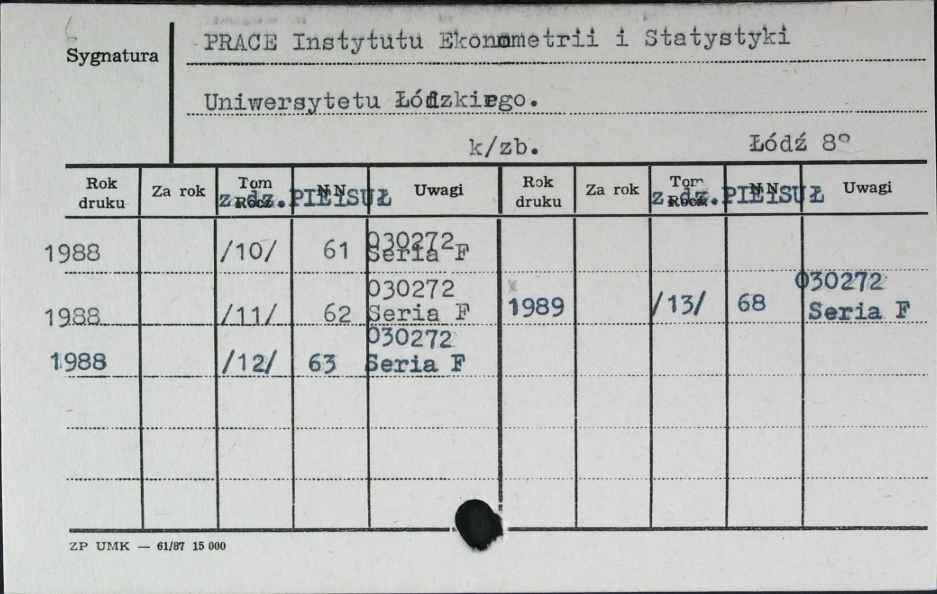 Sygnatura
PRACE Instytutu Ekonometrii i Statystyki
Uniwersytetu Łódzkiego.
k/zb. Łódź 8°
Rok druku Za rok Tom Rocz. NN Uwagi Rok druku Za rok Tom Rocz. NN Uwagi
z dz. PIEISUŁ z dz. PIEISUŁ
1988 /10/ 61 030272 Seria F
1988 /11/ 62 030272 Seria F 1989 /13/ 68 030272 Seria F
1988 /12/ 63 030272 Seria F
ZP UMK — 61/87 15 000